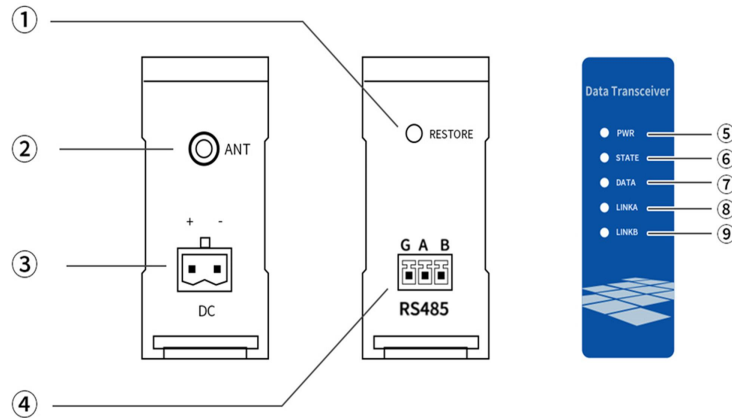 ①
RESTORE
② ANT
+ -
③
DC
G A B
RS485
④
Data Transceiver
PWR ⑤
STATE ⑥
DATA ⑦
LINKA ⑧
LINKB ⑨